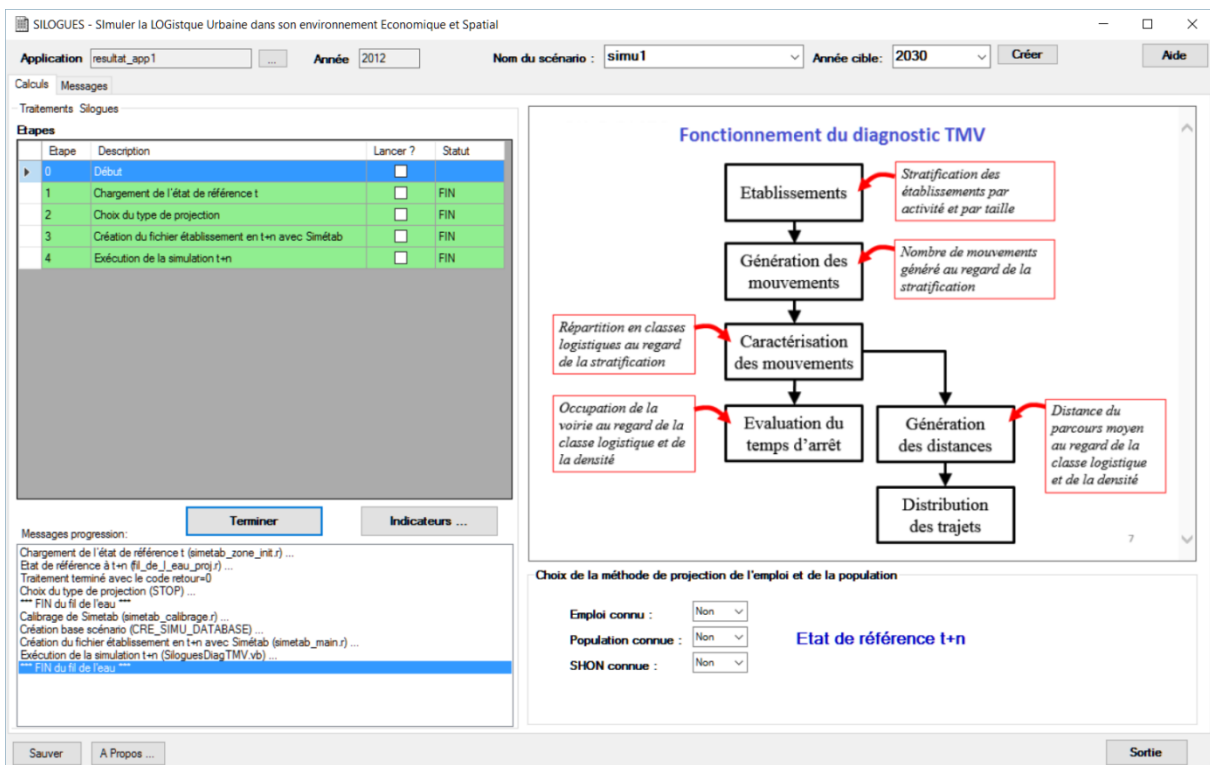 SILOGUES - SImuler la LOGistque Urbaine dans son environnement Economique et Spatial
Application resultat_app1 ... Année 2012 Nom du scénario : simu1 Année cible: 2030 Créer Aide
Calculs Messages
Traitements Silogues
Etapes
Etape Description Lancer ? Statut
0 Début
1 Chargement de l'état de référence t FIN
2 Choix du type de projection FIN
3 Création du fichier établissement en t+n avec Simétab FIN
4 Exécution de la simulation t+n FIN
Terminer Indicateurs ...
Messages progression:
Chargement de l'état de référence t (simetab_zone_init.r) ...
Etat de référence à t+n (fil_de_l_eau_proj.r) ...
Traitement terminé avec le code retour=0
Choix du type de projection (STOP) ...
*** FIN du fil de l'eau ***
Calibrage de Simetab (simetab_calibrage.r) ...
Création base scénario (CRE_SIMU_DATABASE) ...
Création du fichier établissement en t+n avec Simétab (simetab_main.r) ...
Exécution de la simulation t+n (SiloguesDiagTMV.vb) ...
*** FIN du fil de l'eau ***
Fonctionnement du diagnostic TMV
Etablissements
Stratification des
établissements par
activité et par taille
Génération des
mouvements
Nombre de mouvements
généré au regard de la
stratification
Répartition en classes
logistiques au regard
de la stratification
Caractérisation
des mouvements
Occupation de la
voirie au regard de la
classe logistique et de
la densité
Evaluation du
temps d'arrêt
Génération
des distances
Distance du
parcours moyen
au regard de la
classe logistique
et de la densité
Distribution
des trajets
7
Choix de la méthode de projection de l'emploi et de la population
Emploi connu : Non
Population connue : Non
SHON connue : Non
Etat de référence t+n
Sauver A Propos ... Sortie